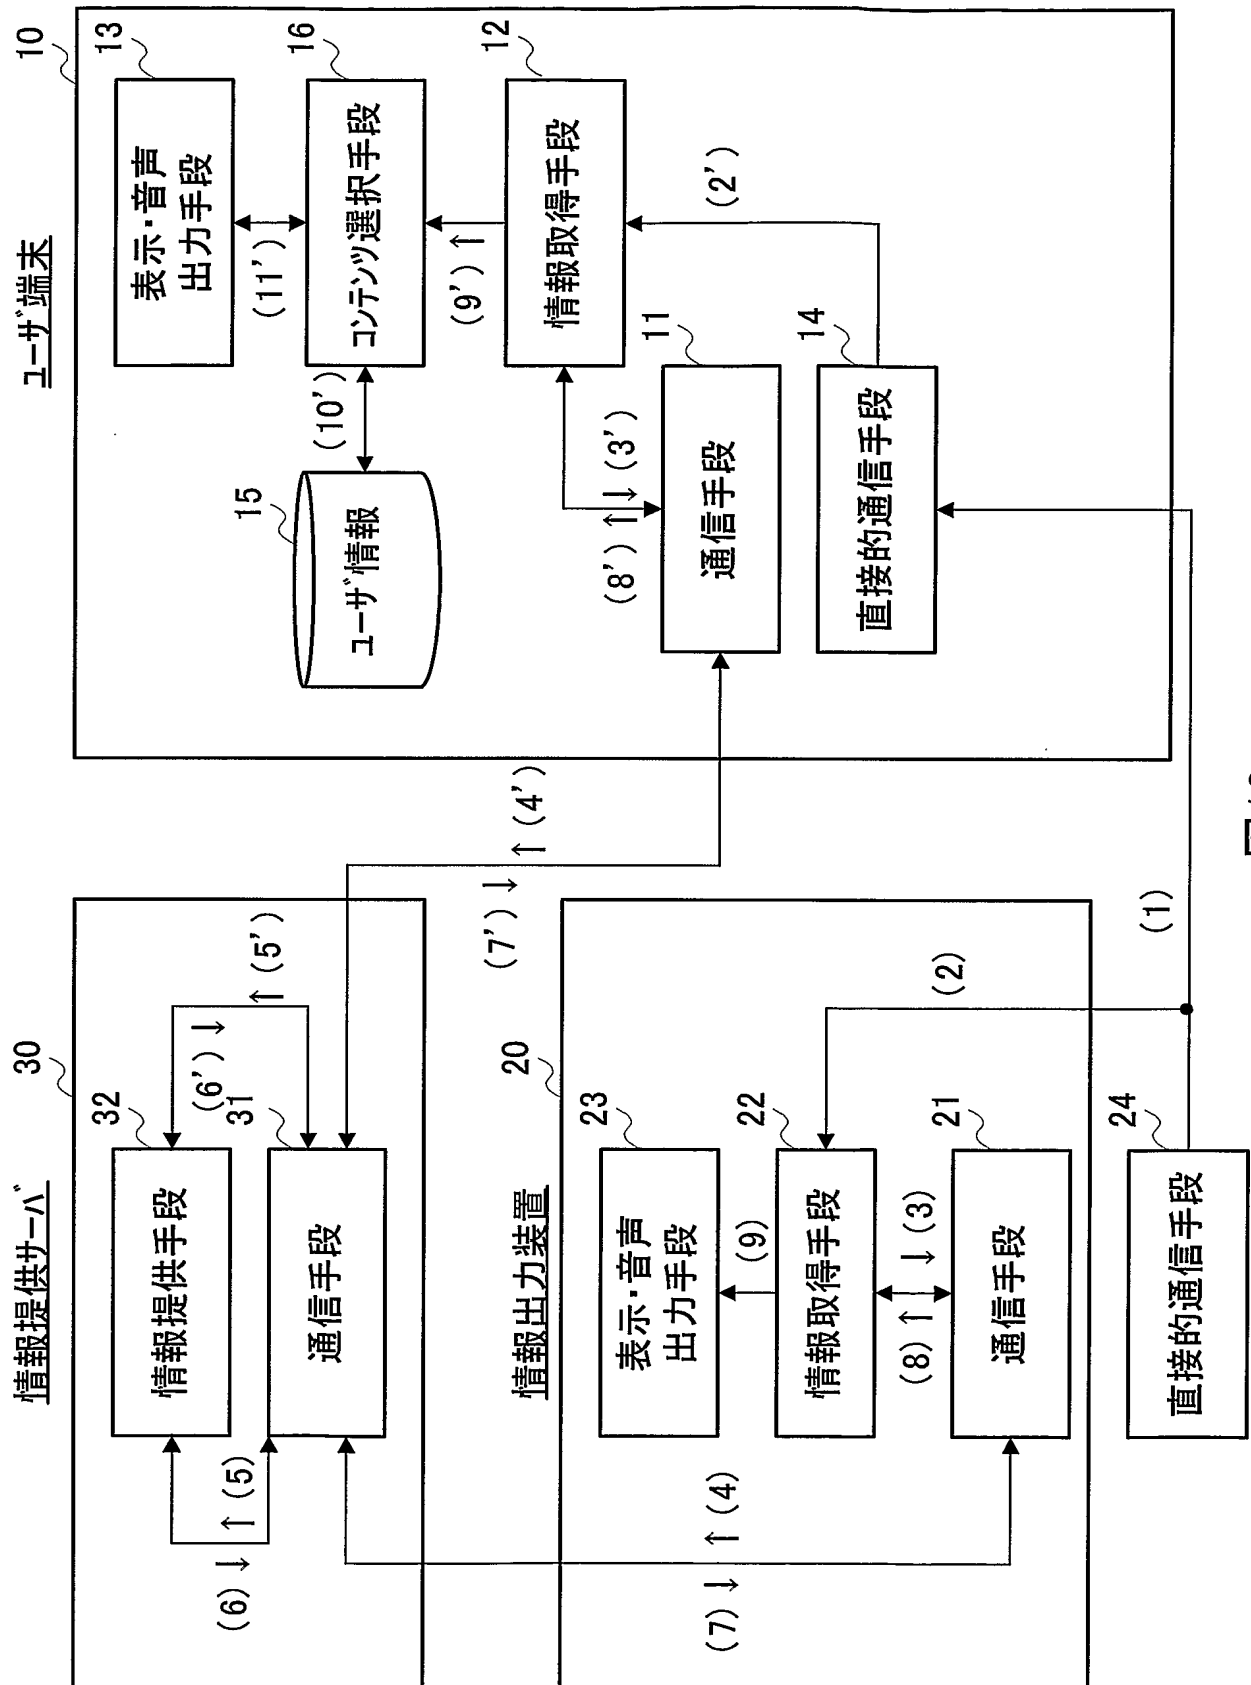 情報提供サーバ
30
情報提供手段
32
通信手段
31
(6) ↓
↑ (5)
(6') ↓
↑ (5')
(7) ↓ ↑ (4)
(7') ↓ ↑ (4')
情報出力装置
20
表示・音声
出力手段
23
(9)
情報取得手段
22
(8) ↑ ↓ (3)
通信手段
21
(2)
直接的通信手段
24
(1)
ユーザ端末
10
表示・音声
出力手段
13
(11')
コンテンツ選択手段
16
(10')
ユーザ情報
15
(9') ↑
情報取得手段
12
(8') ↑ ↓ (3')
通信手段
11
(2')
直接的通信手段
14